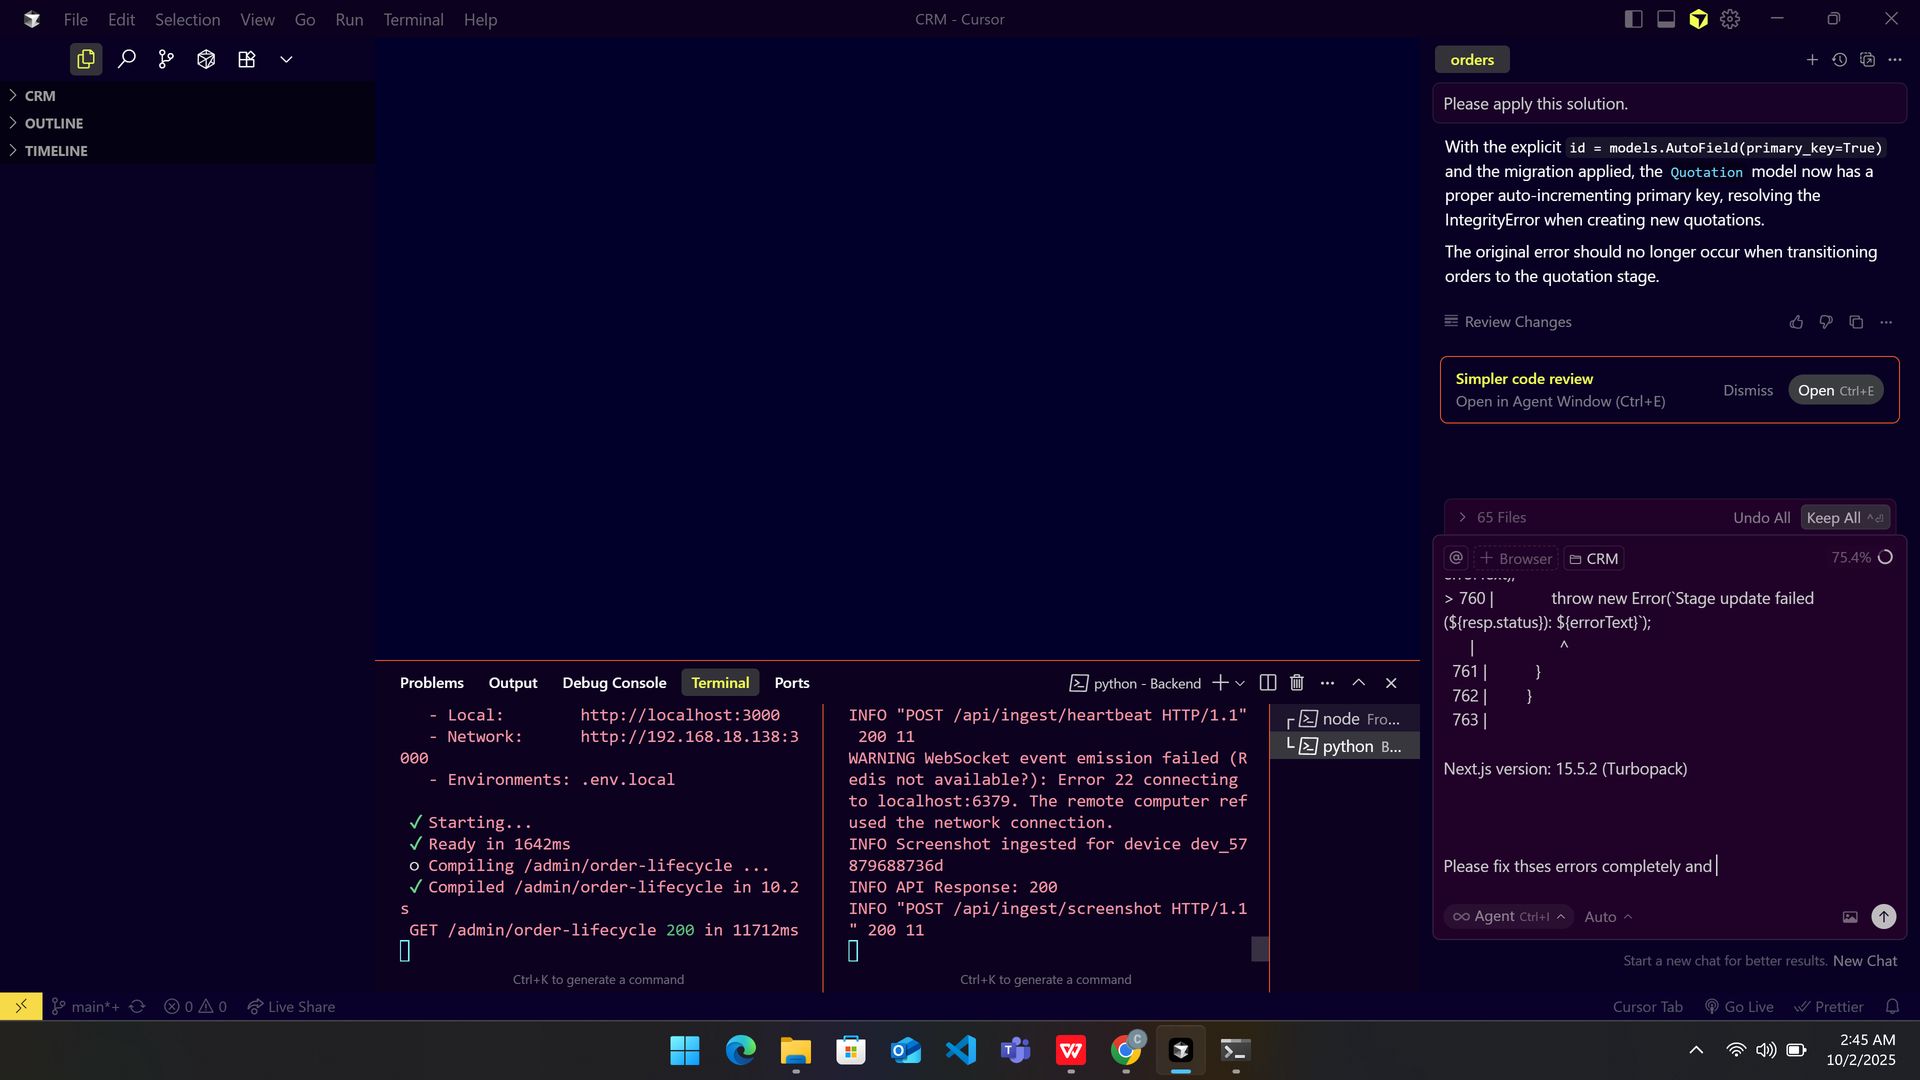 File Edit Selection View Go Run Terminal Help
CRM - Cursor
CRM
OUTLINE
TIMELINE
orders
Please apply this solution.
With the explicit id = models.AutoField(primary_key=True)
and the migration applied, the Quotation model now has a
proper auto-incrementing primary key, resolving the
IntegrityError when creating new quotations.
The original error should no longer occur when transitioning
orders to the quotation stage.
Review Changes
Simpler code review
Open in Agent Window (Ctrl+E)
Dismiss
Open Ctrl+E
65 Files
Undo All
Keep All
@ + Browser CRM
75.4%
> 760 | throw new Error(`Stage update failed
(${resp.status}): ${errorText}`);
| ^
761 | }
762 | }
763 |
Next.js version: 15.5.2 (Turbopack)
Please fix thses errors completely and
Agent Ctrl+I Auto
Start a new chat for better results. New Chat
Problems Output Debug Console Terminal Ports
python - Backend
- Local: http://localhost:3000
- Network: http://192.168.18.138:3
000
- Environments: .env.local
✓ Starting...
✓ Ready in 1642ms
○ Compiling /admin/order-lifecycle ...
✓ Compiled /admin/order-lifecycle in 10.2
s
GET /admin/order-lifecycle 200 in 11712ms
Ctrl+K to generate a command
INFO "POST /api/ingest/heartbeat HTTP/1.1"
200 11
WARNING WebSocket event emission failed (R
edis not available?): Error 22 connecting
to localhost:6379. The remote computer ref
used the network connection.
INFO Screenshot ingested for device dev_57
879688736d
INFO API Response: 200
INFO "POST /api/ingest/screenshot HTTP/1.1
" 200 11
Ctrl+K to generate a command
node Fro...
python B...
main*+
0 0
Live Share
Cursor Tab
Go Live
Prettier
2:45 AM
10/2/2025